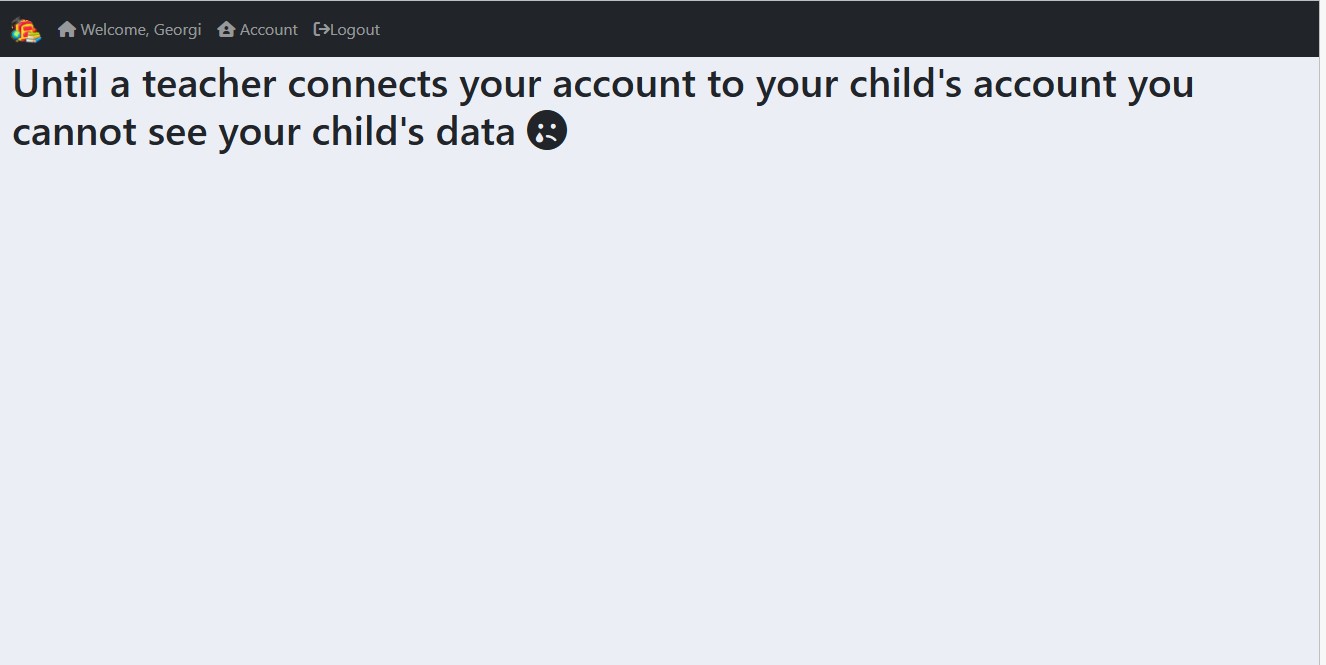 Welcome, Georgi Account Logout
Until a teacher connects your account to your child's account you
cannot see your child's data